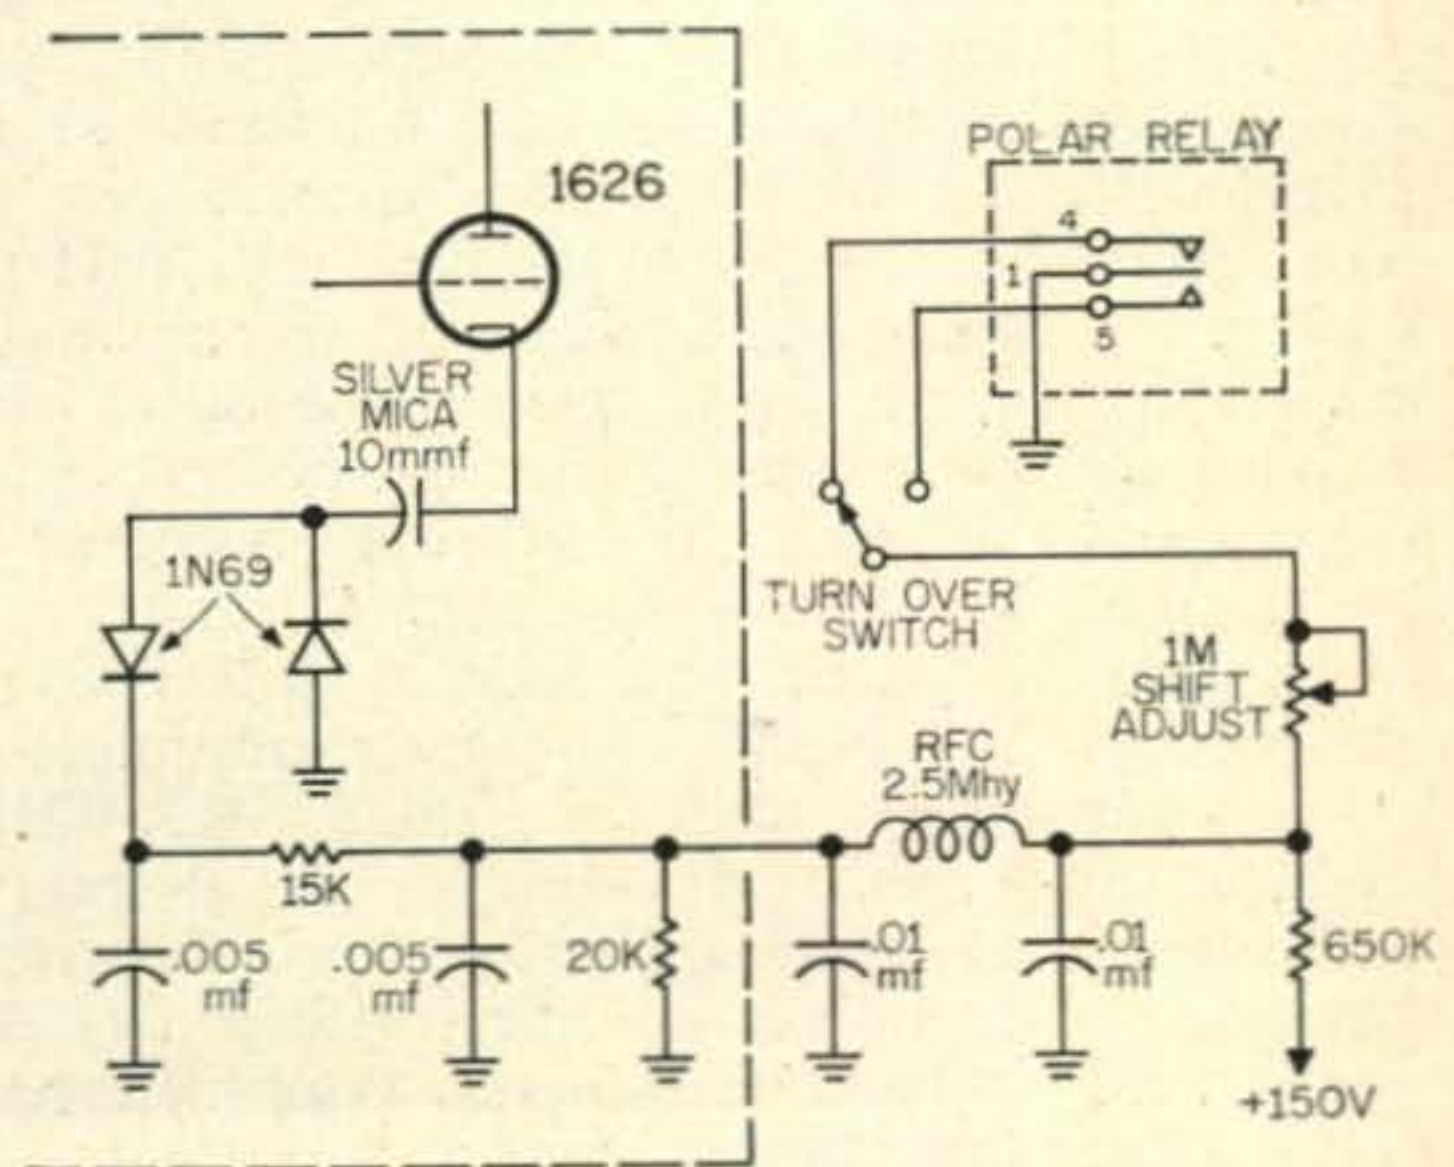 POLAR RELAY
1626
4
1
5
SILVER
MICA
10mmf
1N69
TURN OVER
SWITCH
1M
SHIFT
ADJUST
RFC
2.5Mhy
15K
.005
mf
.005
mf
20K
.01
mf
.01
mf
650K
+150V